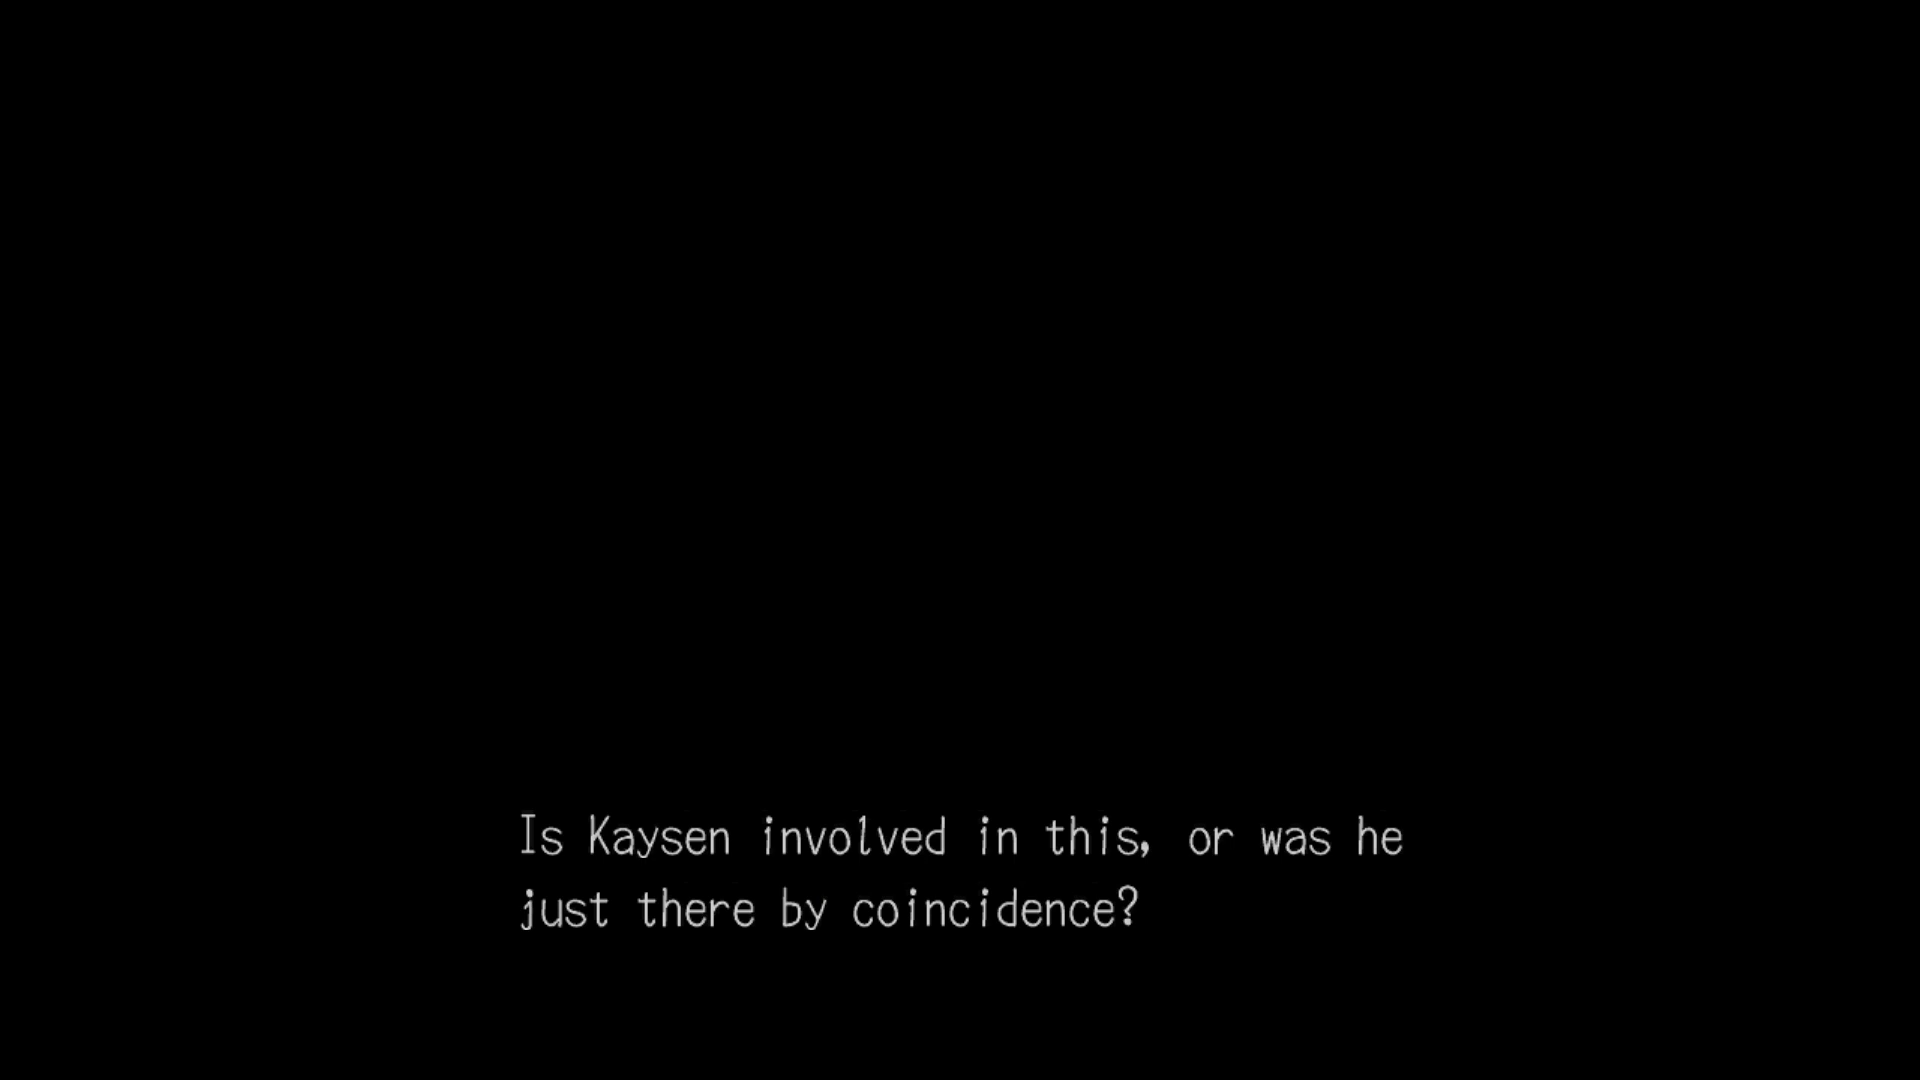 Is Kaysen involved in this, or was he
just there by coincidence?